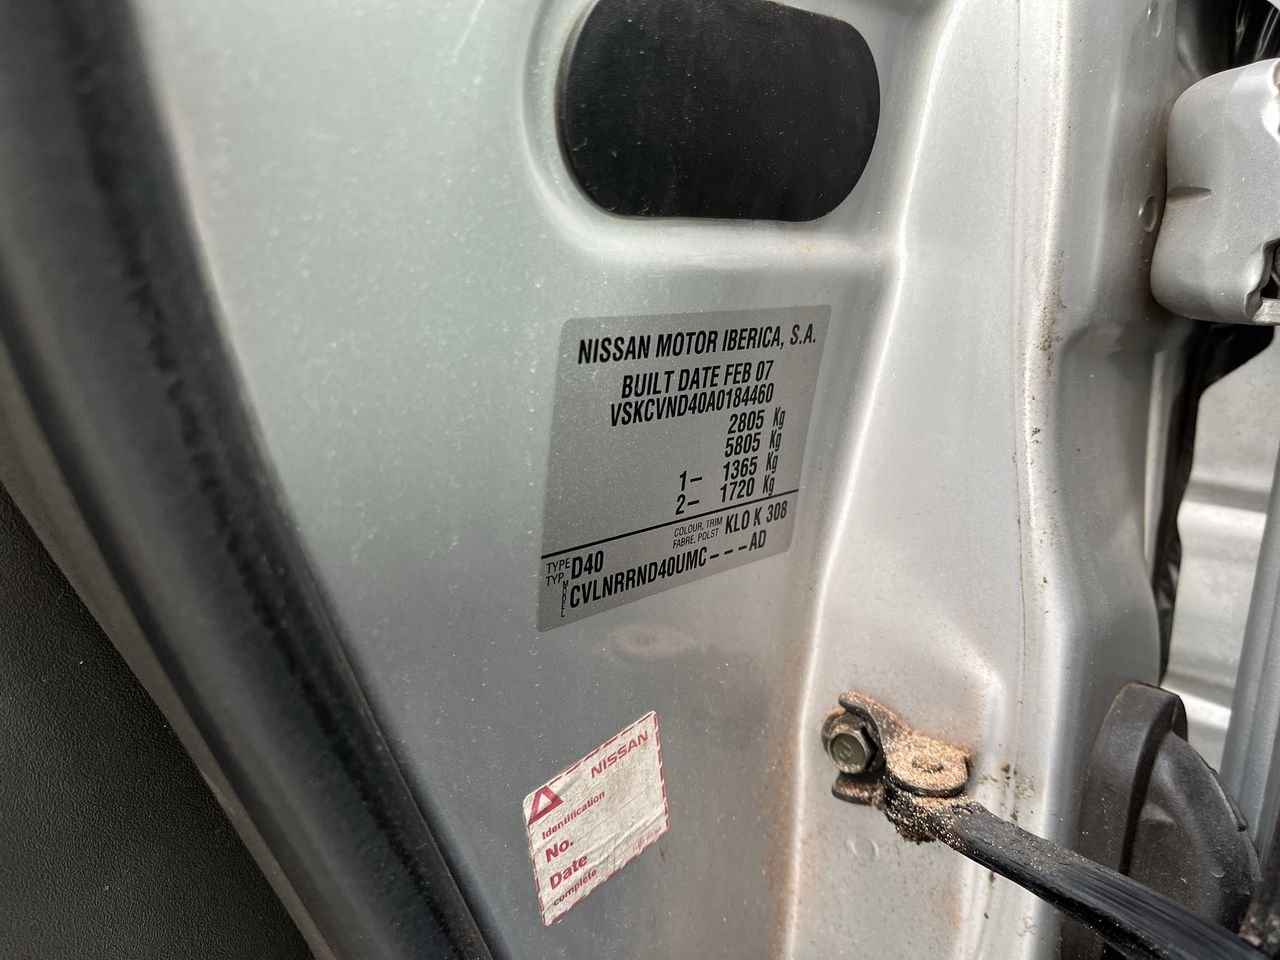 NISSAN MOTOR IBERICA, S.A.
BUILT DATE FEB 07
VSKCVND40A0184460
2805 Kg
5805 Kg
1– 1365 Kg
2– 1720 Kg
TYPE
TYP
D40
COLOUR, TRIM
FABRE, POLST
KL0 K 308
MODEL
CVLNRRND40UMC–––AD
NISSAN
Identification
No.
Date
complete